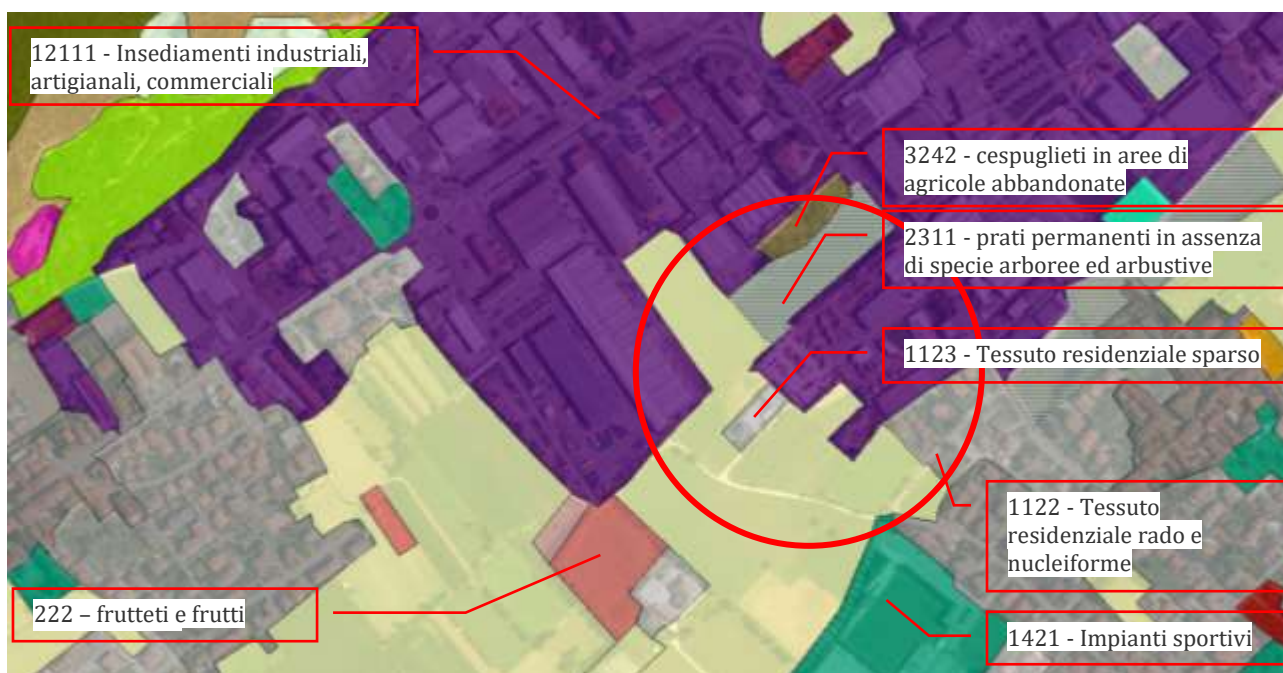 12111 - Insediamenti industriali,
artigianali, commerciali
3242 - cespuglieti in aree di
agricole abbandonate
2311 - prati permanenti in assenza
di specie arboree ed arbustive
1123 - Tessuto residenziale sparso
1122 - Tessuto
residenziale rado e
nucleiforme
222 – frutteti e frutti
1421 - Impianti sportivi